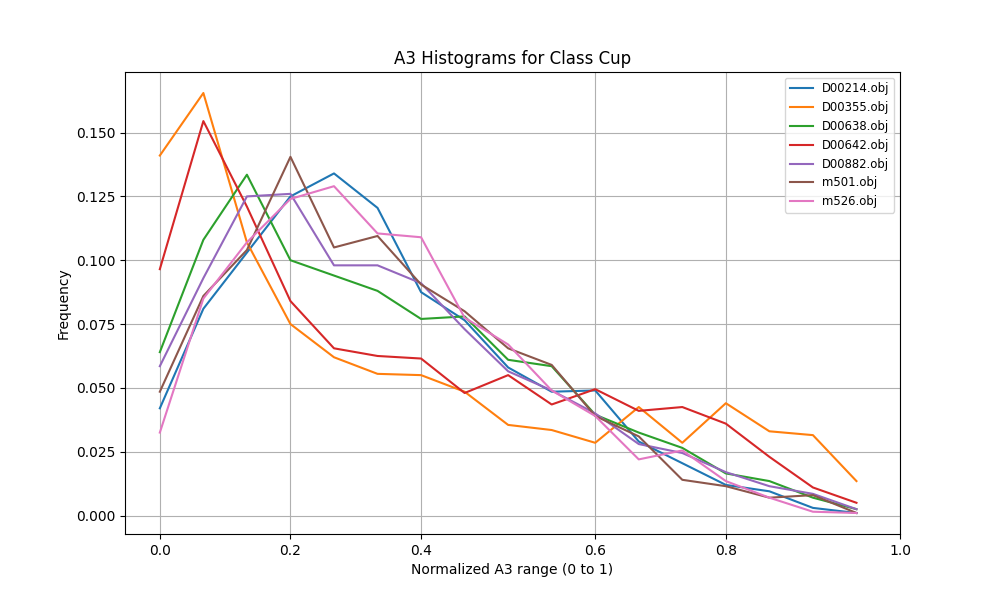 A3 Histograms for Class Cup
D00214.obj
D00355.obj
D00638.obj
D00642.obj
D00882.obj
m501.obj
m526.obj
0.150
0.125
0.100
0.075
0.050
0.025
0.000
Frequency
0.0 0.2 0.4 0.6 0.8 1.0
Normalized A3 range (0 to 1)